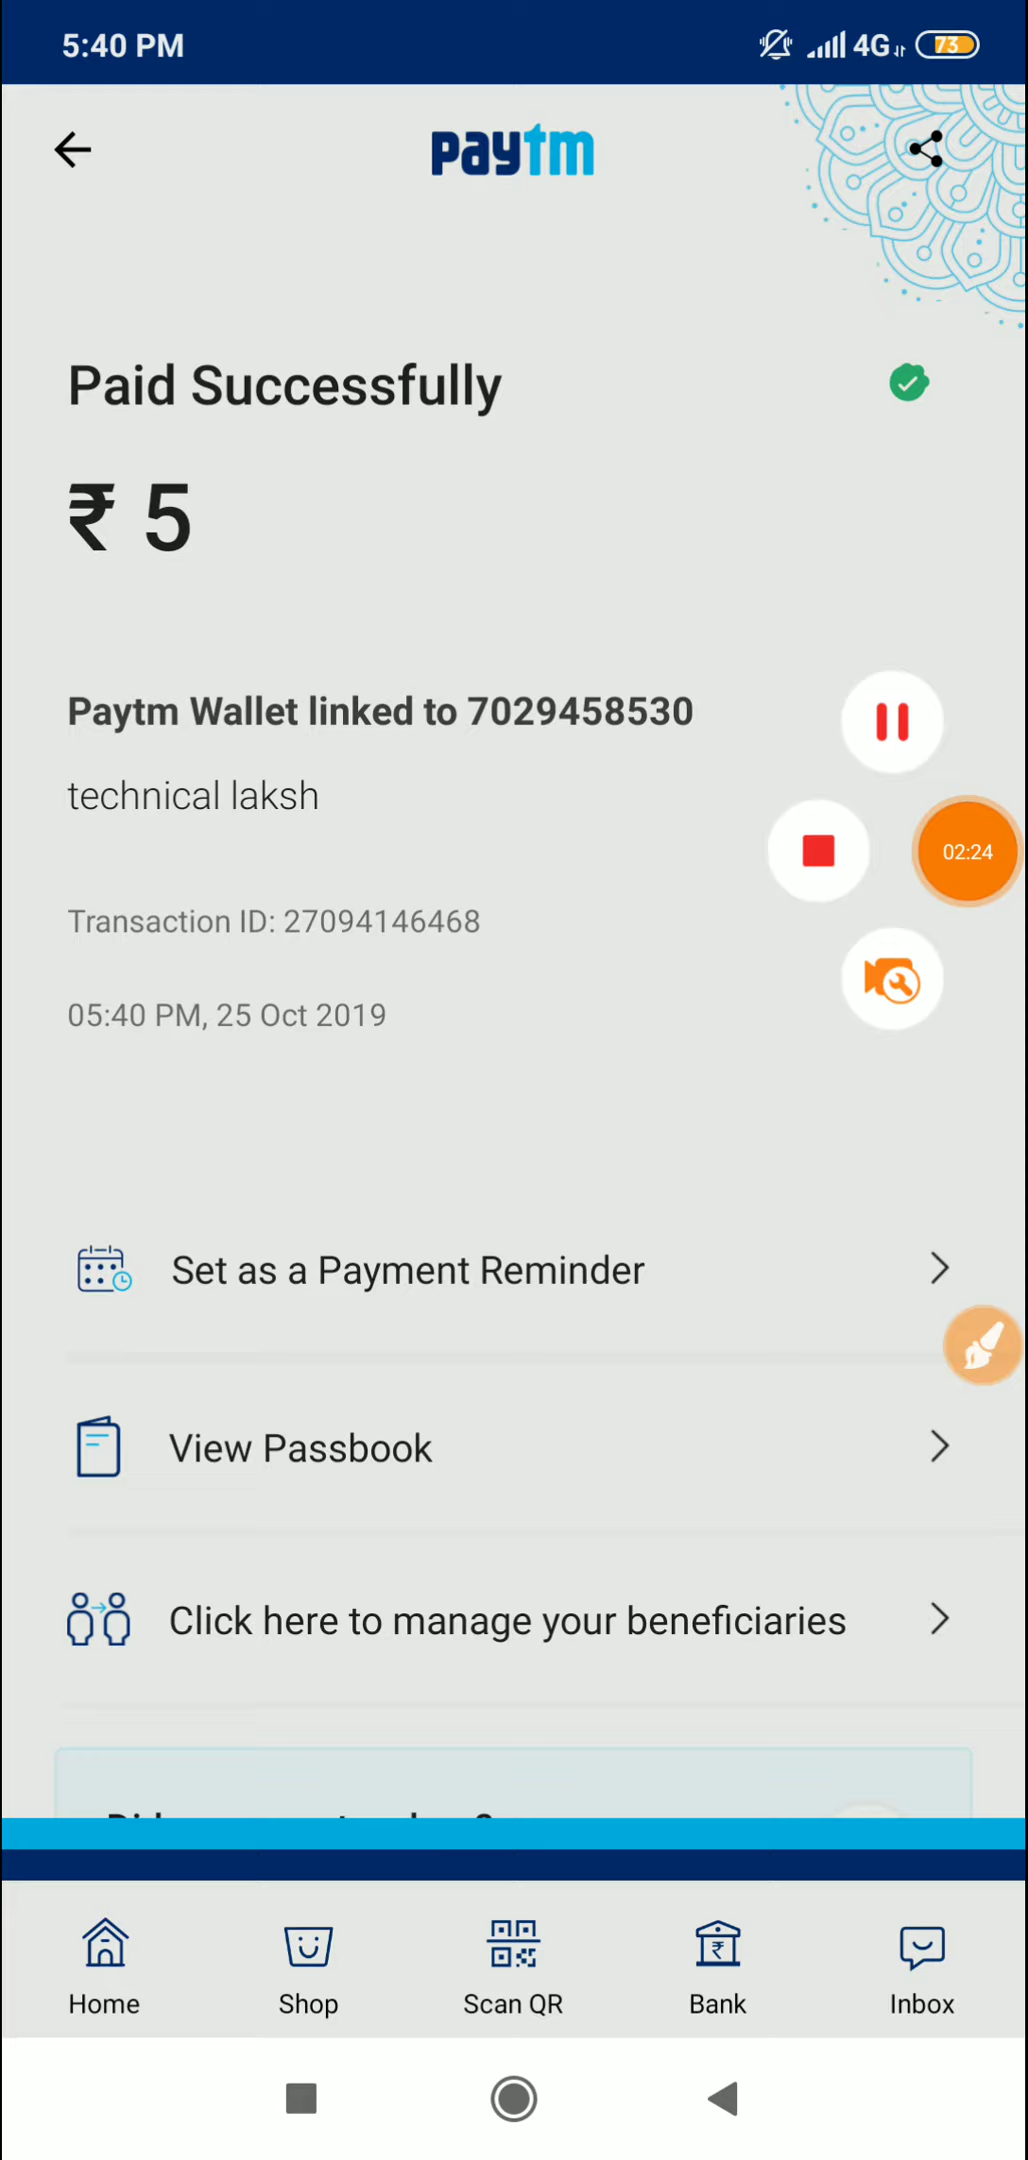 5:40 PM
4G
73
paytm
Paid Successfully
₹ 5
Paytm Wallet linked to 7029458530
technical laksh
02:24
Transaction ID: 27094146468
05:40 PM, 25 Oct 2019
Set as a Payment Reminder
View Passbook
Click here to manage your beneficiaries
Home
Shop
Scan QR
Bank
Inbox